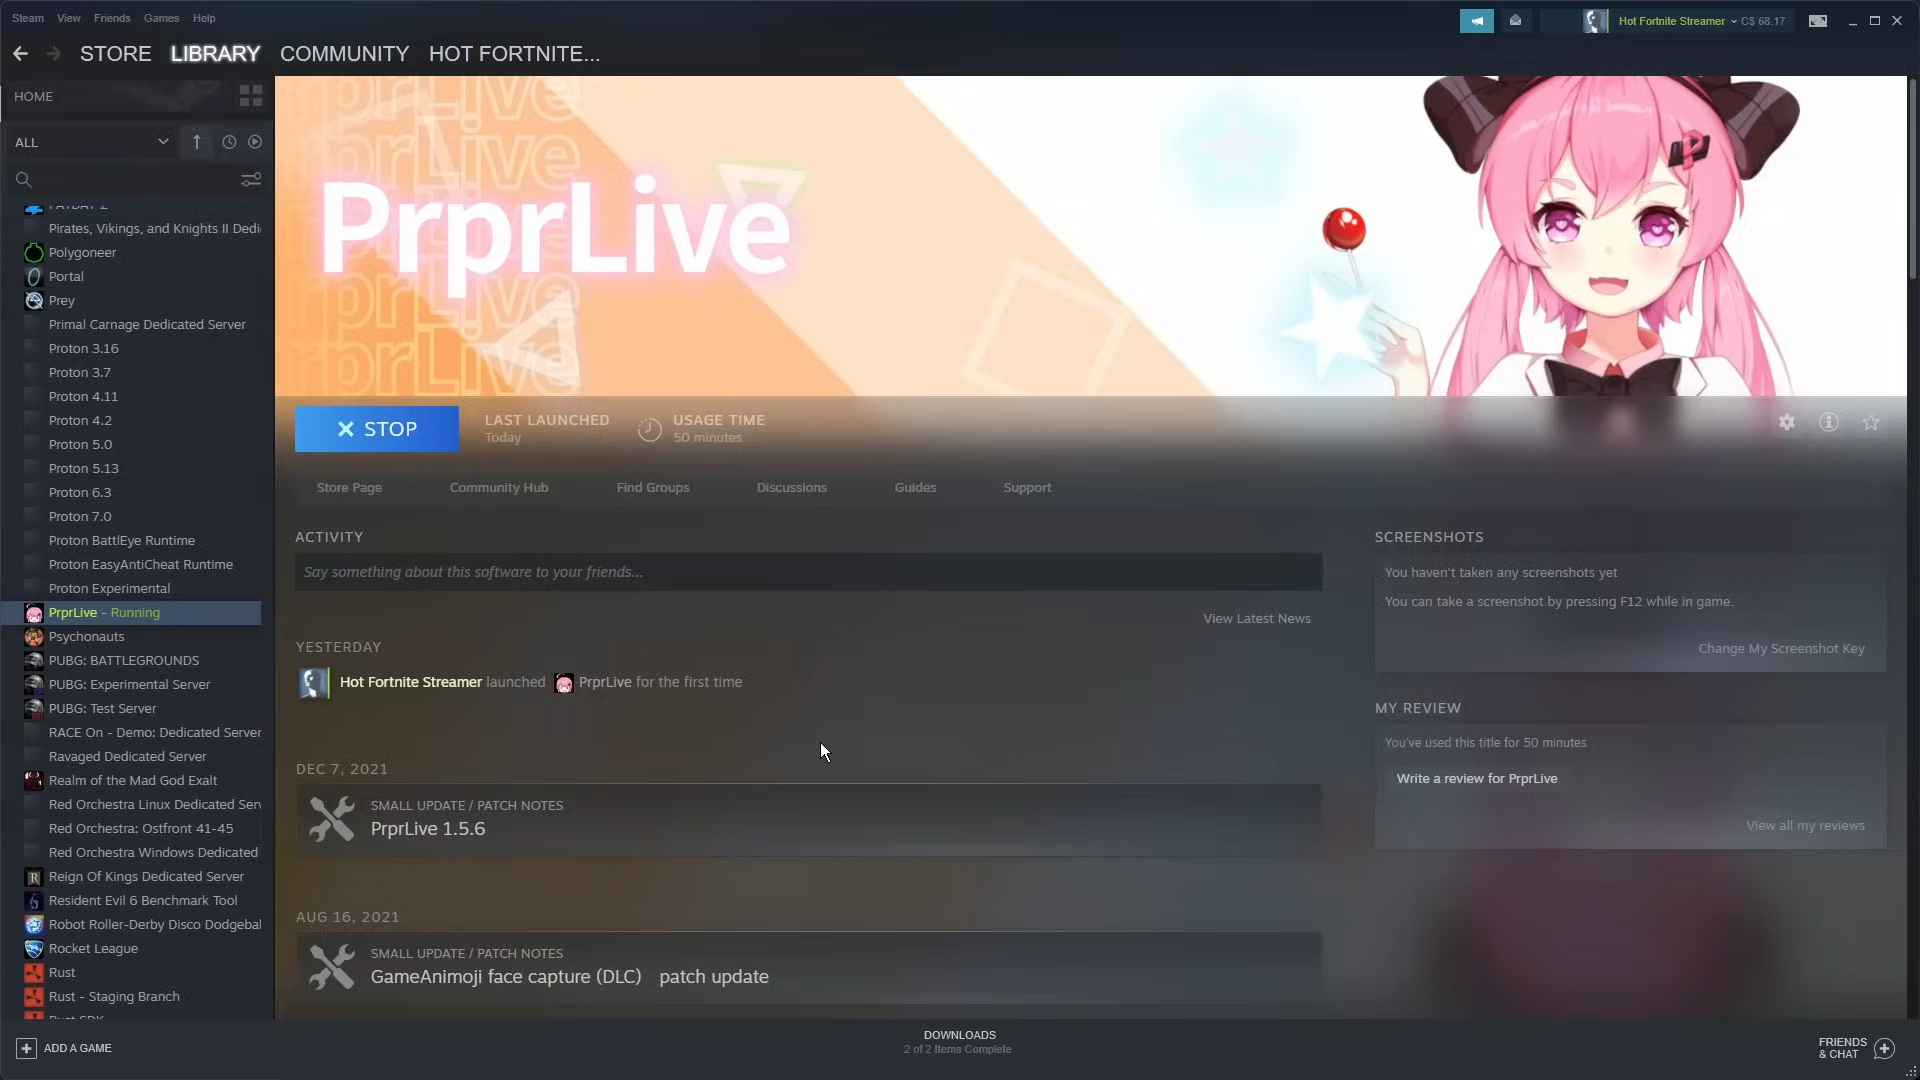 Steam View Friends Games Help
Hot Fortnite Streamer C$ 68.17
STORE LIBRARY COMMUNITY HOT FORTNITE...
HOME
ALL
PrprLive
Pirates, Vikings, and Knights II Dedi
Polygoneer
Portal
Prey
Primal Carnage Dedicated Server
Proton 3.16
Proton 3.7
Proton 4.11
Proton 4.2
Proton 5.0
Proton 5.13
Proton 6.3
Proton 7.0
Proton BattlEye Runtime
Proton EasyAntiCheat Runtime
Proton Experimental
PrprLive - Running
Psychonauts
PUBG: BATTLEGROUNDS
PUBG: Experimental Server
PUBG: Test Server
RACE On - Demo: Dedicated Server
Ravaged Dedicated Server
Realm of the Mad God Exalt
Red Orchestra Linux Dedicated Serv
Red Orchestra: Ostfront 41-45
Red Orchestra Windows Dedicated
Reign Of Kings Dedicated Server
Resident Evil 6 Benchmark Tool
Robot Roller-Derby Disco Dodgebal
Rocket League
Rust
Rust - Staging Branch
STOP
LAST LAUNCHED
Today
USAGE TIME
50 minutes
Store Page Community Hub Find Groups Discussions Guides Support
ACTIVITY
Say something about this software to your friends...
View Latest News
YESTERDAY
Hot Fortnite Streamer launched PrprLive for the first time
DEC 7, 2021
SMALL UPDATE / PATCH NOTES
PrprLive 1.5.6
AUG 16, 2021
SMALL UPDATE / PATCH NOTES
GameAnimoji face capture (DLC) patch update
SCREENSHOTS
You haven't taken any screenshots yet
You can take a screenshot by pressing F12 while in game.
Change My Screenshot Key
MY REVIEW
You've used this title for 50 minutes
Write a review for PrprLive
View all my reviews
ADD A GAME
DOWNLOADS
2 of 2 Items Complete
FRIENDS
& CHAT